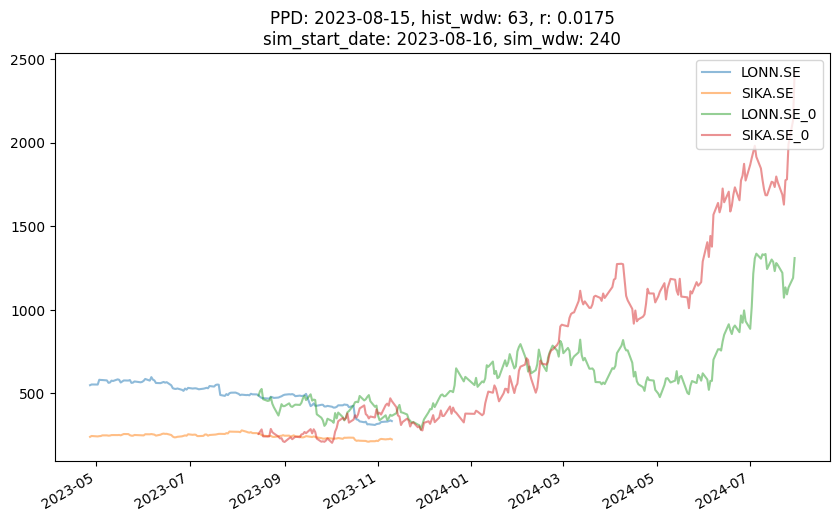 PPD: 2023-08-15, hist_wdw: 63, r: 0.0175
sim_start_date: 2023-08-16, sim_wdw: 240
2500
2000
1500
1000
500
LONN.SE
SIKA.SE
LONN.SE_0
SIKA.SE_0
2023-05
2023-07
2023-09
2023-11
2024-01
2024-03
2024-05
2024-07